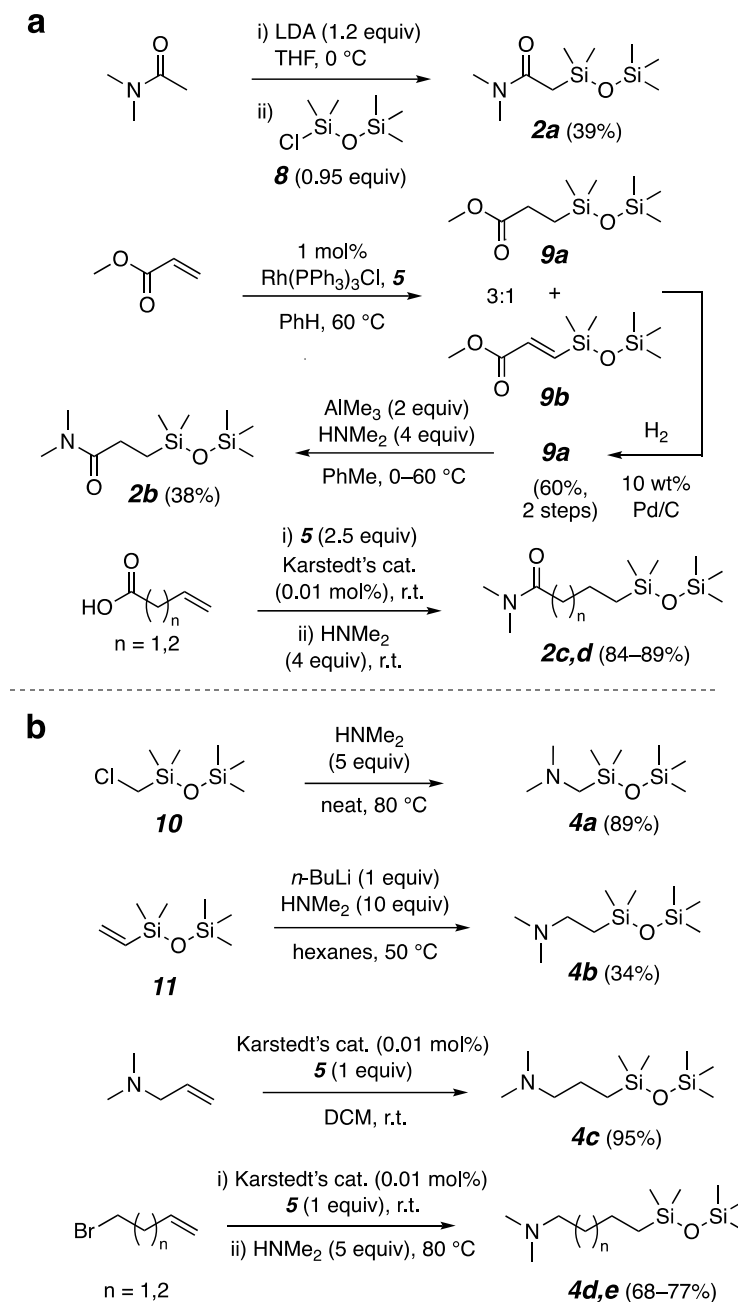 a
i) LDA (1.2 equiv)
THF, 0 °C
ii)
8 (0.95 equiv)
2a (39%)
1 mol%
Rh(PPh3)3Cl, 5
PhH, 60 °C
9a
3:1 +
9b
H2
10 wt%
Pd/C
9a
(60%,
2 steps)
AlMe3 (2 equiv)
HNMe2 (4 equiv)
PhMe, 0–60 °C
2b (38%)
n = 1,2
i) 5 (2.5 equiv)
Karstedt's cat.
(0.01 mol%), r.t.
ii) HNMe2
(4 equiv), r.t.
2c,d (84–89%)
b
10
HNMe2
(5 equiv)
neat, 80 °C
4a (89%)
11
n-BuLi (1 equiv)
HNMe2 (10 equiv)
hexanes, 50 °C
4b (34%)
Karstedt's cat. (0.01 mol%)
5 (1 equiv)
DCM, r.t.
4c (95%)
i) Karstedt's cat. (0.01 mol%)
5 (1 equiv), r.t.
ii) HNMe2 (5 equiv), 80 °C
n = 1,2
4d,e (68–77%)